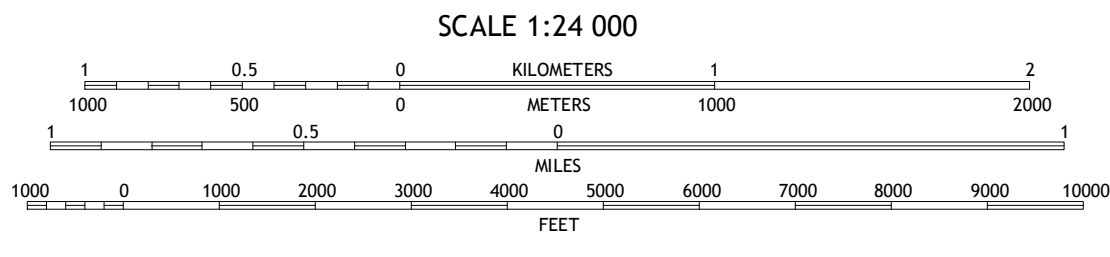 SCALE 1:24 000
1 0.5 0 KILOMETERS 1 2
1000 500 0 METERS 1000 2000
1 0.5 0 1
MILES
1000 0 1000 2000 3000 4000 5000 6000 7000 8000 9000 10000
FEET